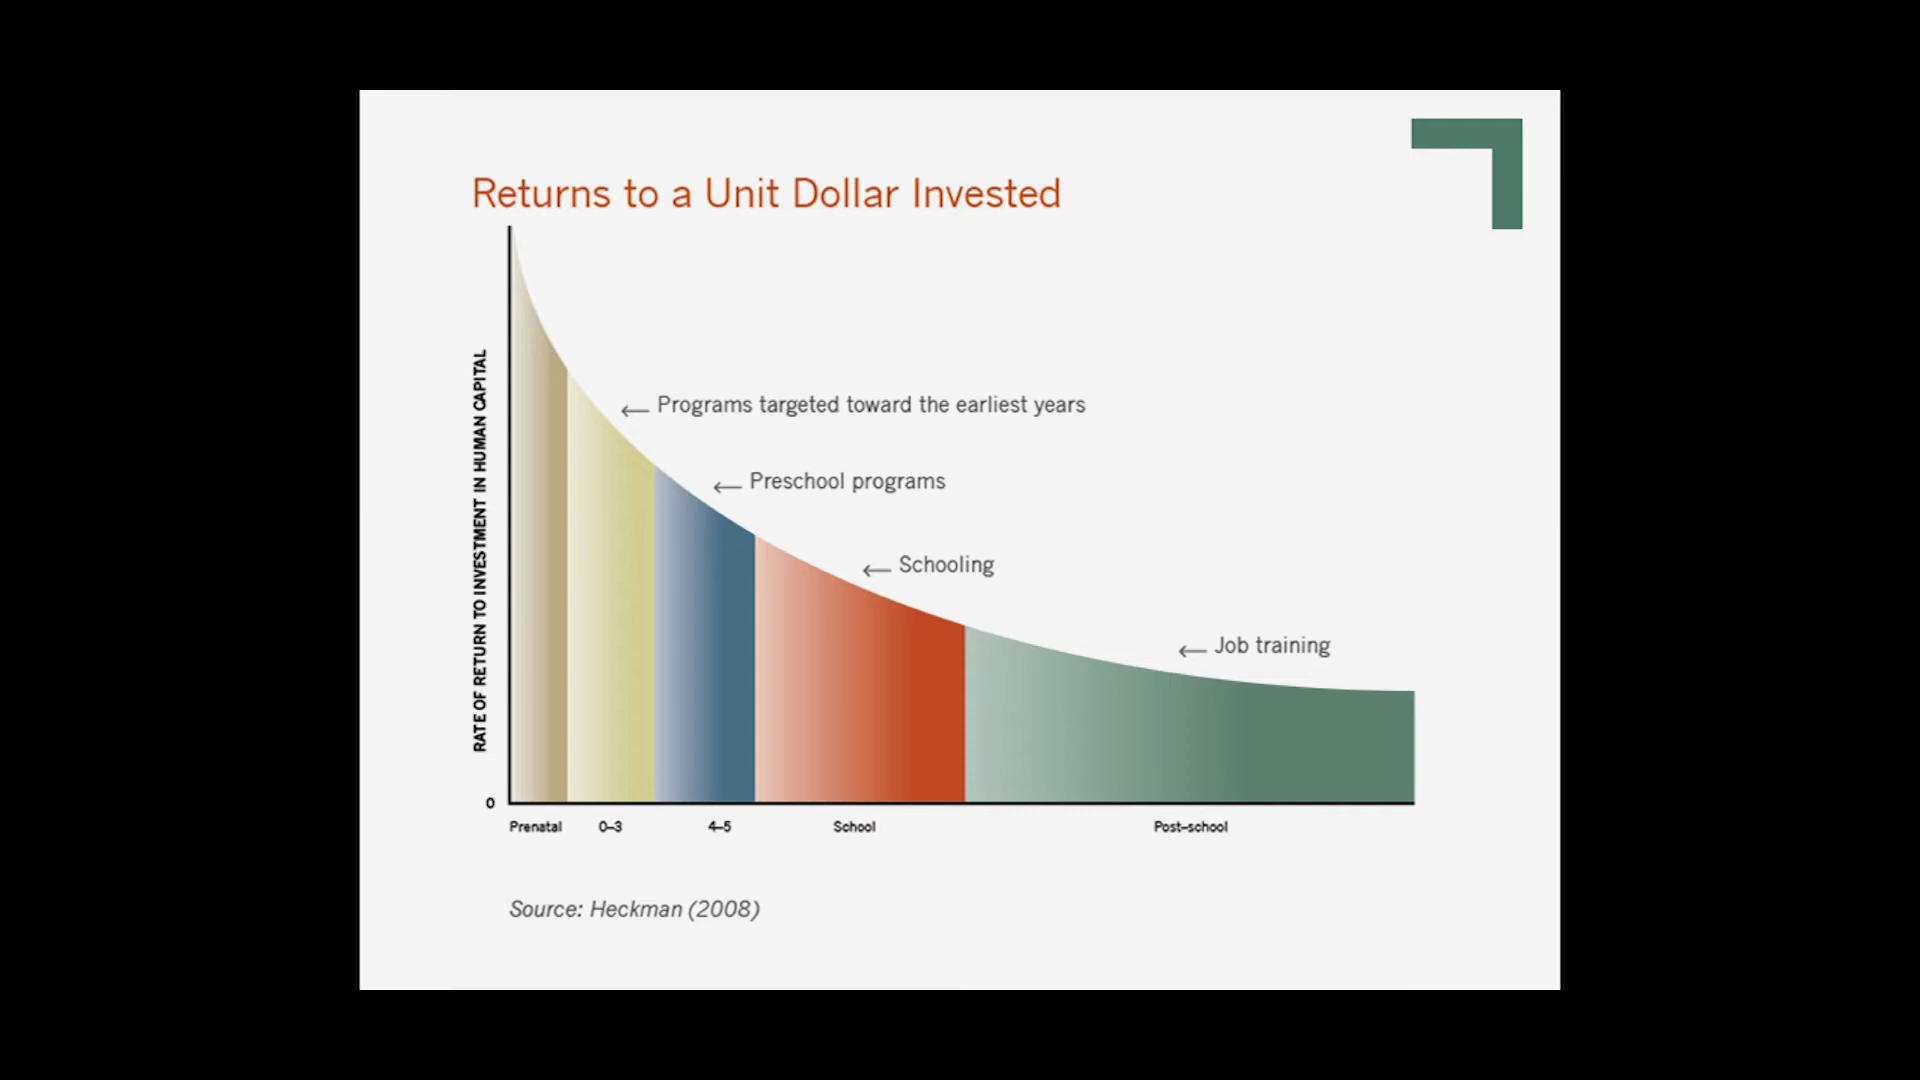 Returns to a Unit Dollar Invested
RATE OF RETURN TO INVESTMENT IN HUMAN CAPITAL
Programs targeted toward the earliest years
Preschool programs
Schooling
Job training
0
Prenatal 0–3 4–5 School Post-school
Source: Heckman (2008)